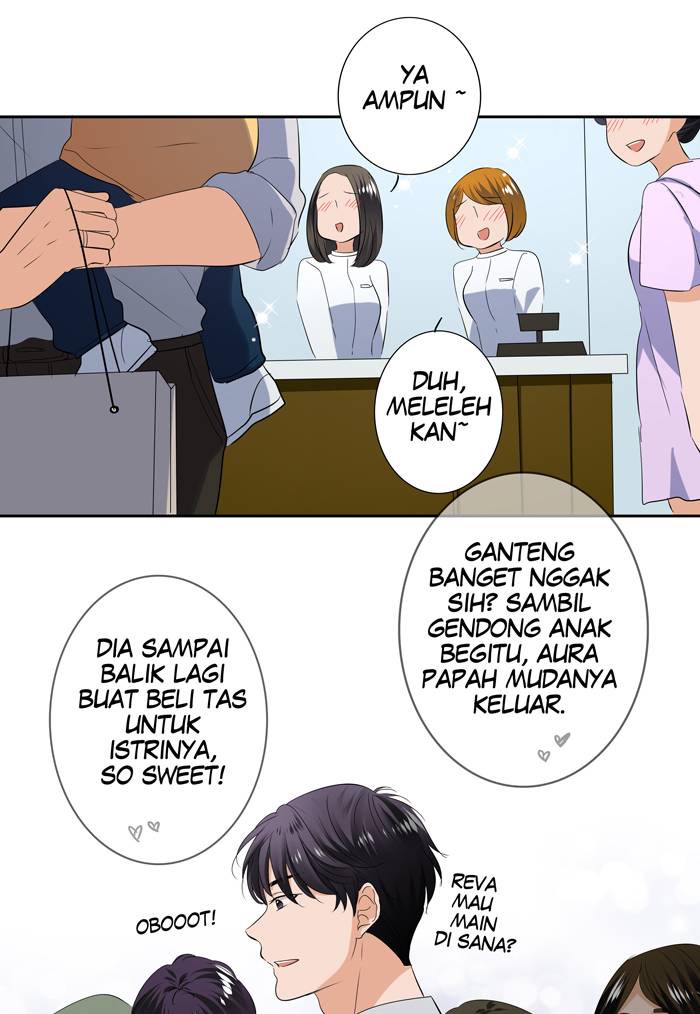 YA
AMPUN ~
DUH,
MELELEH
KAN~
GANTENG
BANGET NGGAK
SIH? SAMBIL
GENDONG ANAK
BEGITU, AURA
PAPAH MUDANYA
KELUAR.
DIA SAMPAI
BALIK LAGI
BUAT BELI TAS
UNTUK
ISTRINYA,
SO SWEET!
OBOOOT!
REVA
MAU
MAIN
DI SANA?